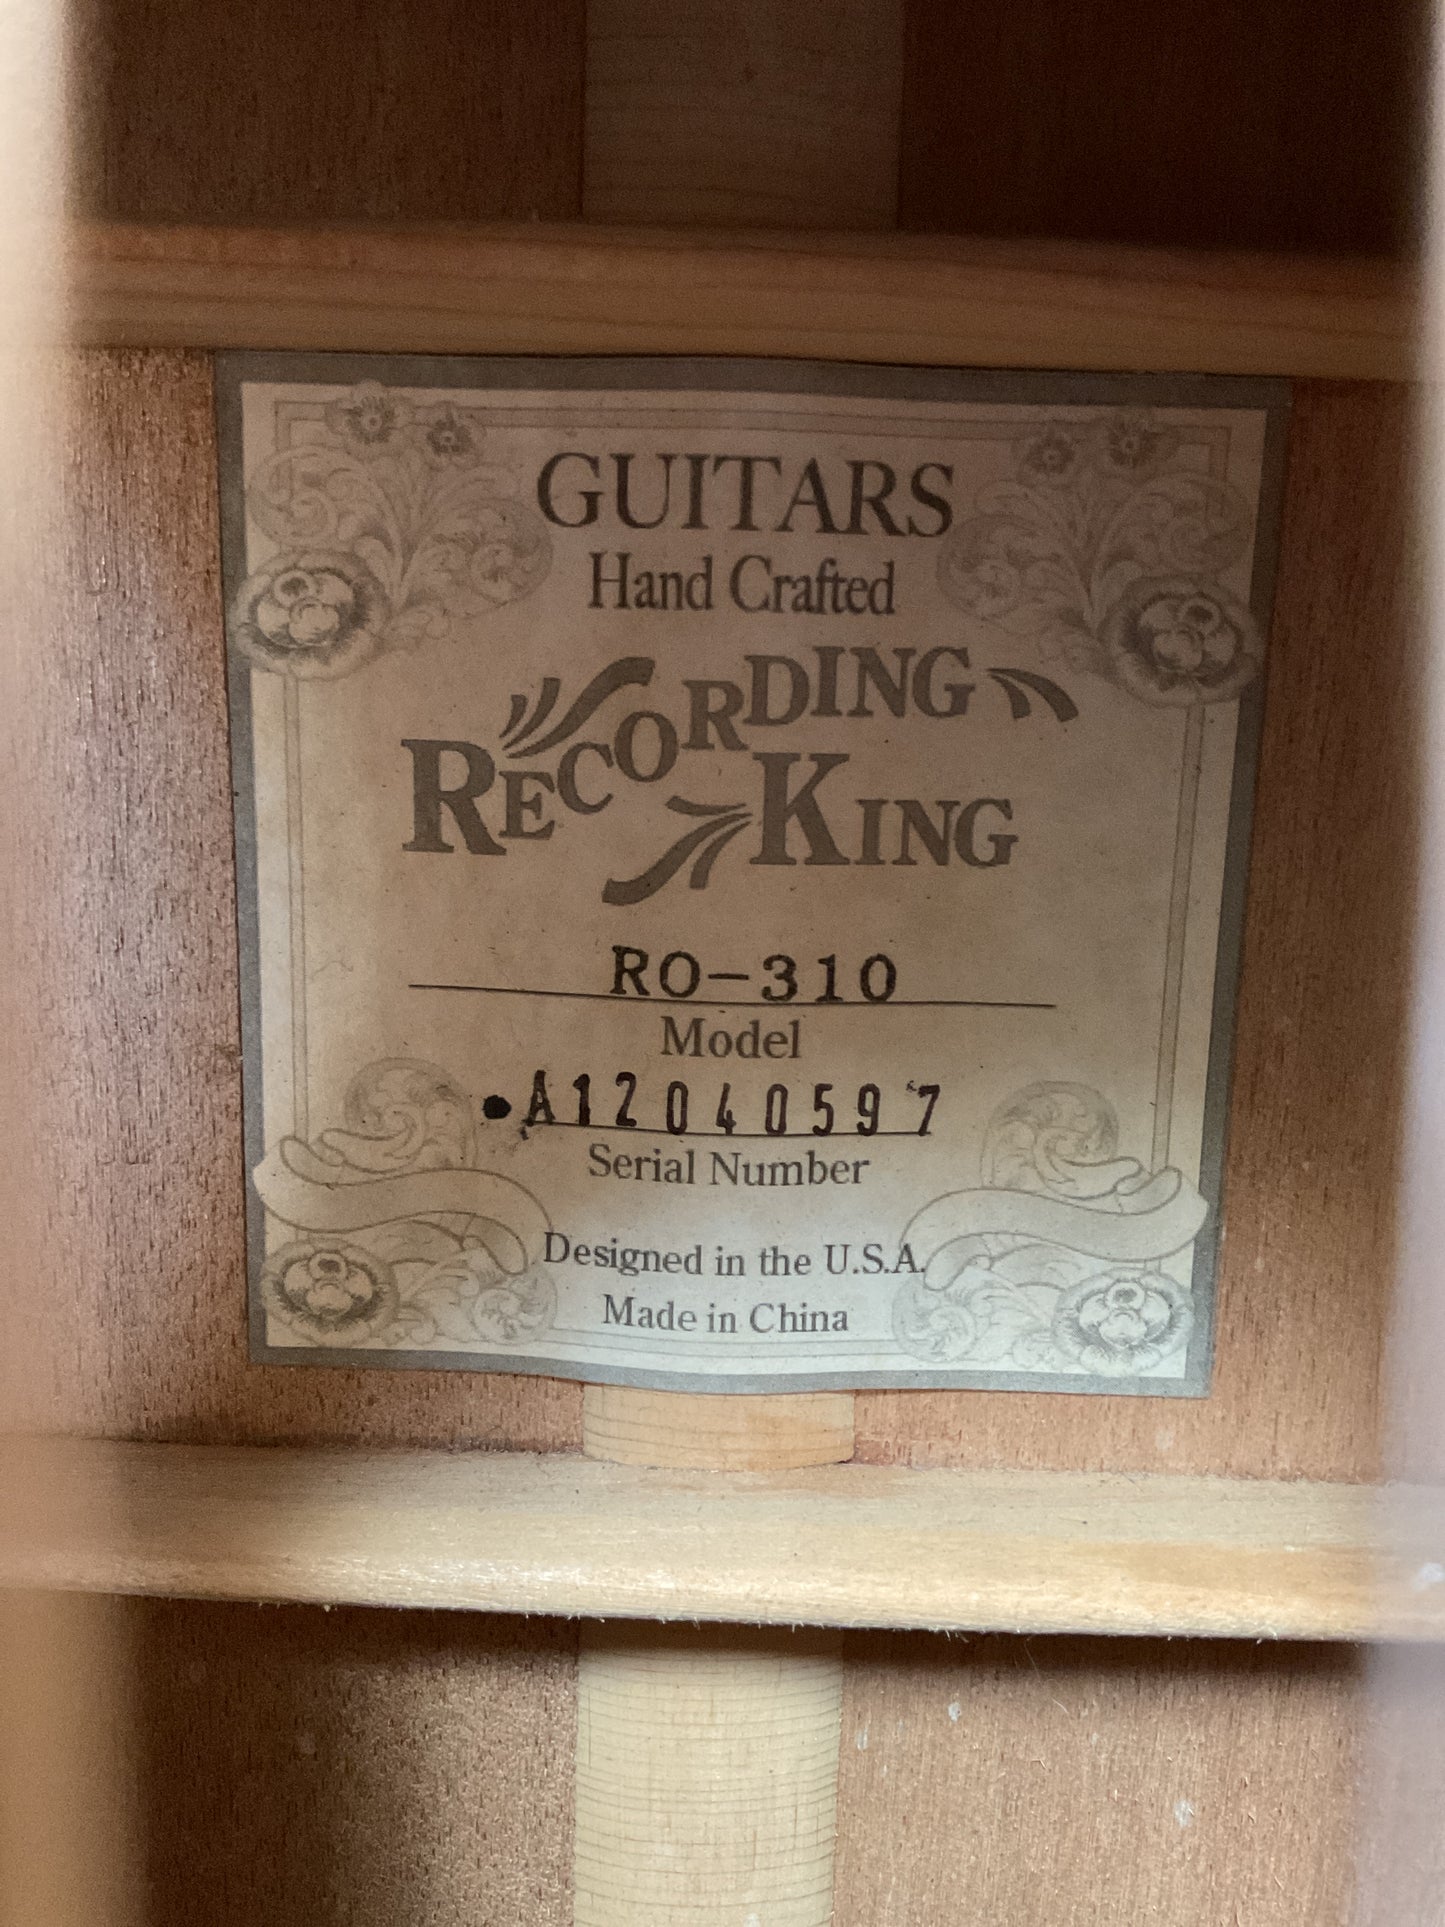 GUITARS
Hand Crafted
RECORDING
KING
RO-310
Model
A12040597
Serial Number
Designed in the U.S.A.
Made in China